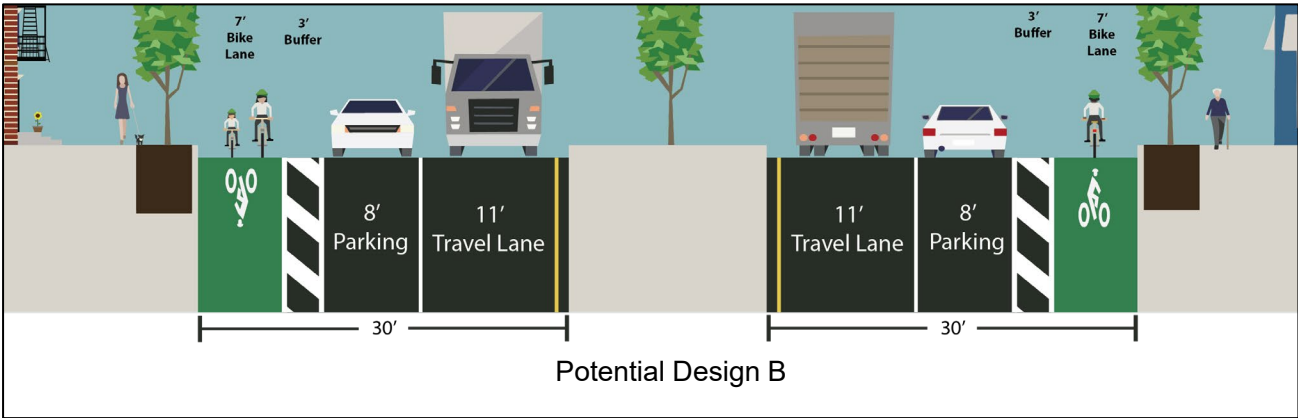 7'
Bike
Lane
3'
Buffer
3'
Buffer
7'
Bike
Lane
8'
Parking
11'
Travel Lane
11'
Travel Lane
8'
Parking
30'
30'
Potential Design B